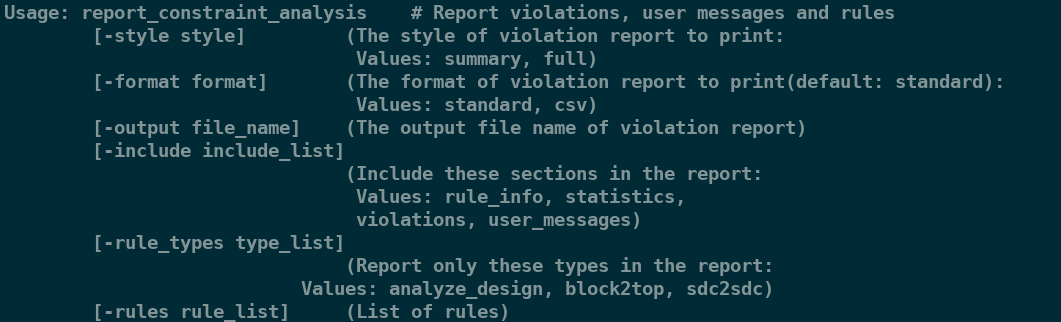 Usage: report_constraint_analysis    # Report violations, user messages and rules
        [-style style]         (The style of violation report to print:
                                Values: summary, full)
        [-format format]       (The format of violation report to print(default: standard):
                                Values: standard, csv)
        [-output file_name]    (The output file name of violation report)
        [-include include_list]
                               (Include these sections in the report:
                                Values: rule_info, statistics,
                                violations, user_messages)
        [-rule_types type_list]
                               (Report only these types in the report:
                           Values: analyze_design, block2top, sdc2sdc)
        [-rules rule_list]     (List of rules)